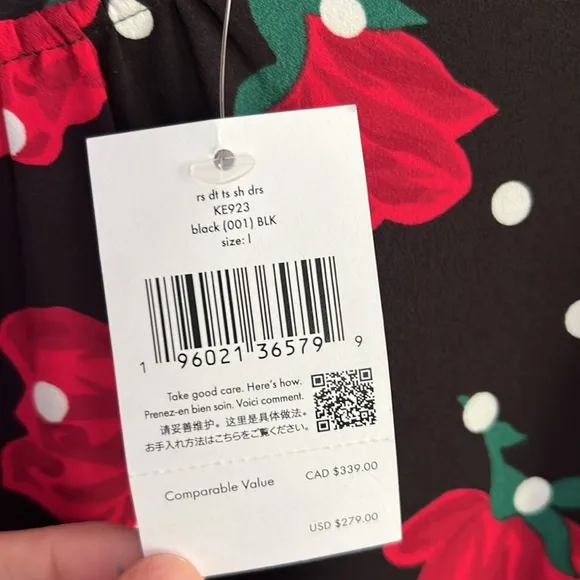 rs dt ts sh drs
KE923
black (001) BLK
size: l
1 96021 36579 9
Take good care. Here's how.
Prenez-en bien soin. Voici comment.
请妥善维护。这里是具体做法。
お手入れ方法はこちらをご覧ください。
Comparable Value CAD $339.00
USD $279.00